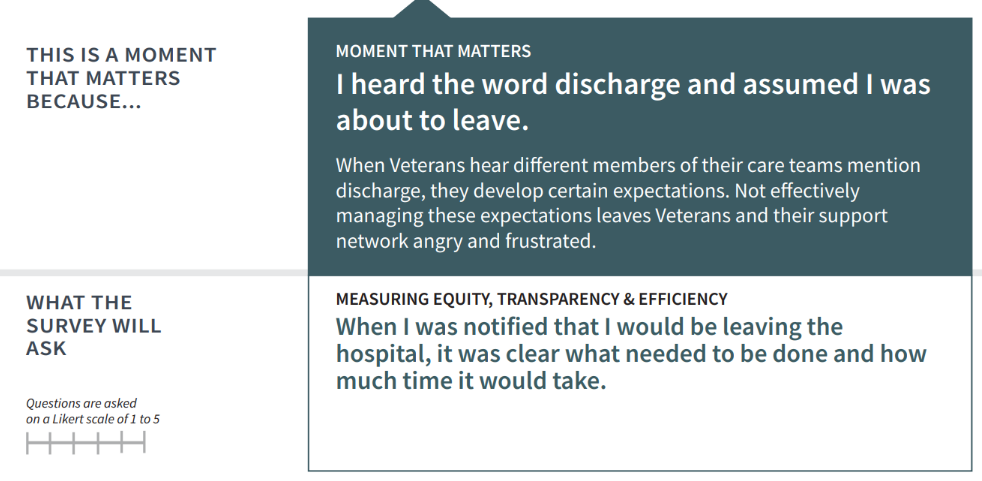 THIS IS A MOMENT
THAT MATTERS
BECAUSE...
MOMENT THAT MATTERS
I heard the word discharge and assumed I was
about to leave.
When Veterans hear different members of their care teams mention
discharge, they develop certain expectations. Not effectively
managing these expectations leaves Veterans and their support
network angry and frustrated.
WHAT THE
SURVEY WILL
ASK
Questions are asked
on a Likert scale of 1 to 5
MEASURING EQUITY, TRANSPARENCY & EFFICIENCY
When I was notified that I would be leaving the
hospital, it was clear what needed to be done and how
much time it would take.